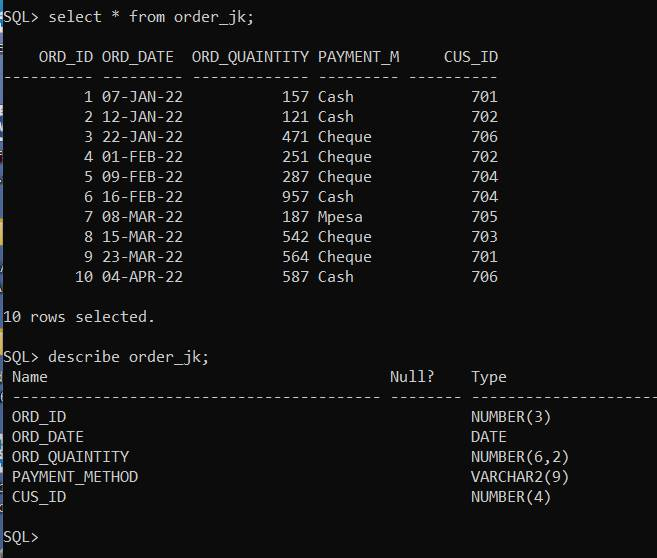 SQL> select * from order_jk;
ORD_ID ORD_DATE ORD_QUAINTITY PAYMENT_M CUS_ID
---------- --------- ------------- --------- ----------
1 07-JAN-22 157 Cash 701
2 12-JAN-22 121 Cash 702
3 22-JAN-22 471 Cheque 706
4 01-FEB-22 251 Cheque 702
5 09-FEB-22 287 Cheque 704
6 16-FEB-22 957 Cash 704
7 08-MAR-22 187 Mpesa 705
8 15-MAR-22 542 Cheque 703
9 23-MAR-22 564 Cheque 701
10 04-APR-22 587 Cash 706
10 rows selected.
SQL> describe order_jk;
Name Null? Type
----------------------------------------- -------- ---------------------
ORD_ID NUMBER(3)
ORD_DATE DATE
ORD_QUAINTITY NUMBER(6,2)
PAYMENT_METHOD VARCHAR2(9)
CUS_ID NUMBER(4)
SQL>